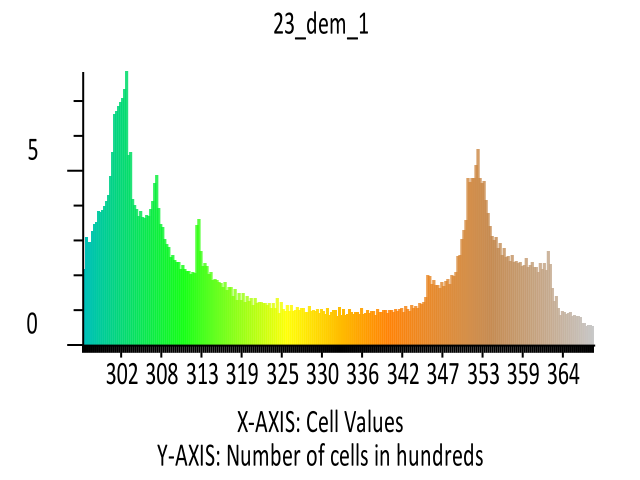 23_dem_1
5
0
302 308 313 319 325 330 336 342 347 353 359 364
X-AXIS: Cell Values
Y-AXIS: Number of cells in hundreds